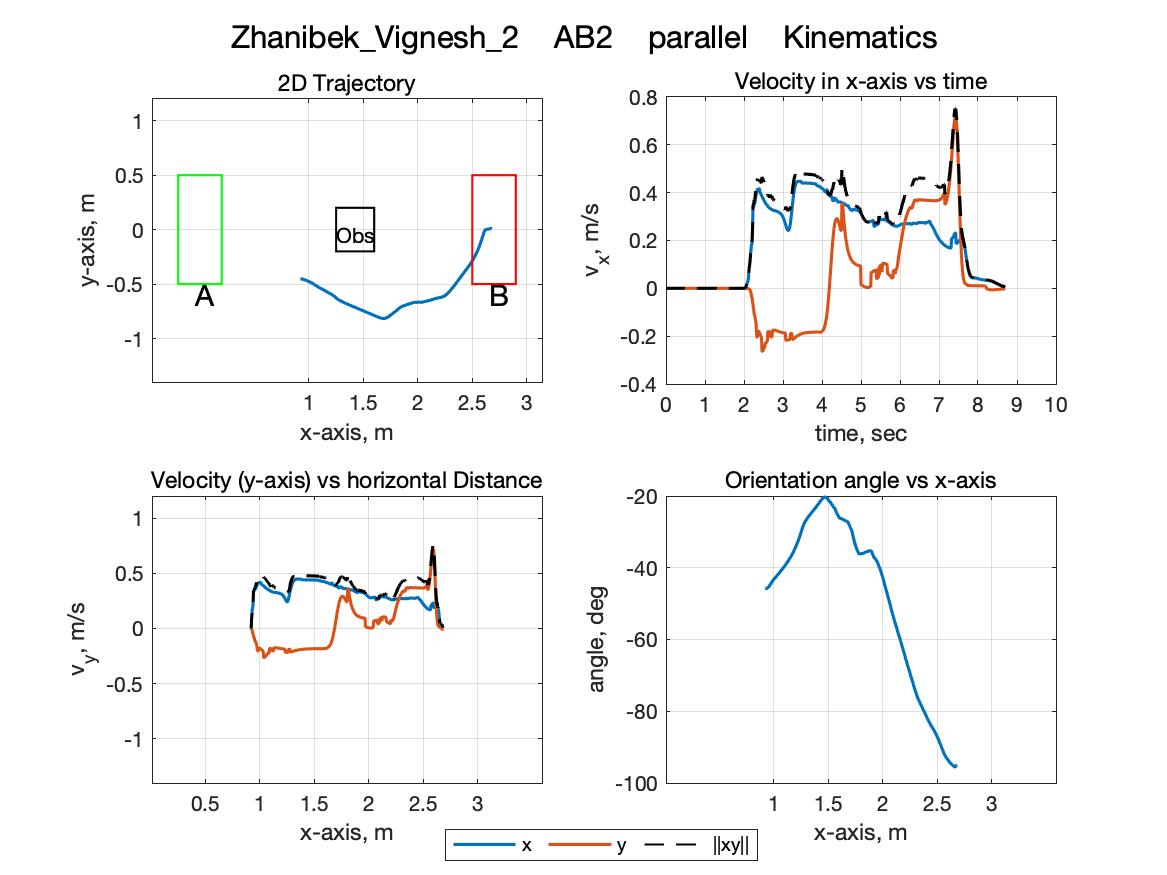 Zhanibek_Vignesh_2 AB2 parallel Kinematics
2D Trajectory
1
0.5
0
-0.5
-1
y-axis, m
A
Obs
B
1 1.5 2 2.5 3
x-axis, m
Velocity in x-axis vs time
0.8
0.6
0.4
0.2
0
-0.2
-0.4
v_x, m/s
0 1 2 3 4 5 6 7 8 9 10
time, sec
Velocity (y-axis) vs horizontal Distance
1
0.5
0
-0.5
-1
v_y, m/s
0.5 1 1.5 2 2.5 3
x-axis, m
Orientation angle vs x-axis
-20
-40
-60
-80
-100
angle, deg
1 1.5 2 2.5 3
x-axis, m
x y ||xy||